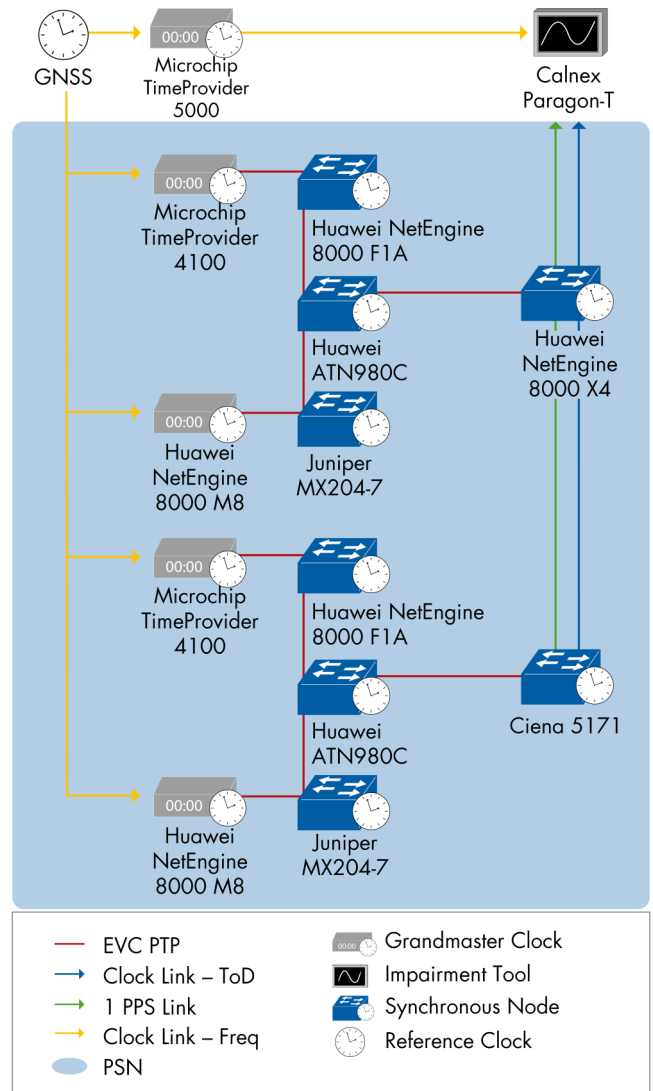 GNSS
00:00
Microchip
TimeProvider
5000
Calnex
Paragon-T
00:00
Microchip
TimeProvider
4100
Huawei NetEngine
8000 F1A
Huawei
ATN980C
Huawei
NetEngine
8000 X4
00:00
Huawei
NetEngine
8000 M8
Juniper
MX204-7
00:00
Microchip
TimeProvider
4100
Huawei NetEngine
8000 F1A
Huawei
ATN980C
Ciena 5171
00:00
Huawei
NetEngine
8000 M8
Juniper
MX204-7
EVC PTP
Clock Link – ToD
1 PPS Link
Clock Link – Freq
PSN
00:00
Grandmaster Clock
Impairment Tool
Synchronous Node
Reference Clock